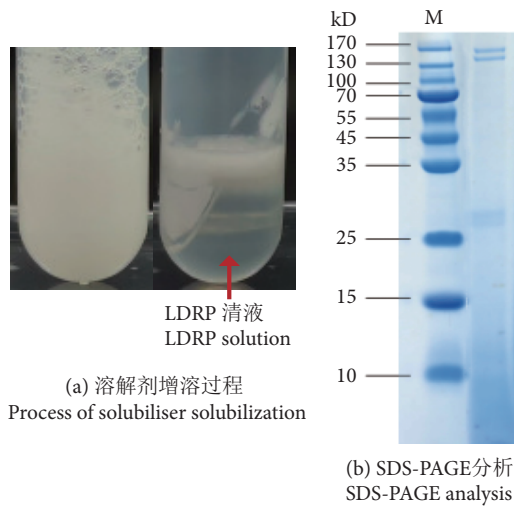 kD
M
170
130
100
70
55
45
35
25
15
10
LDRP 清液
LDRP solution
(a) 溶解剂增溶过程
Process of solubiliser solubilization
(b) SDS-PAGE分析
SDS-PAGE analysis